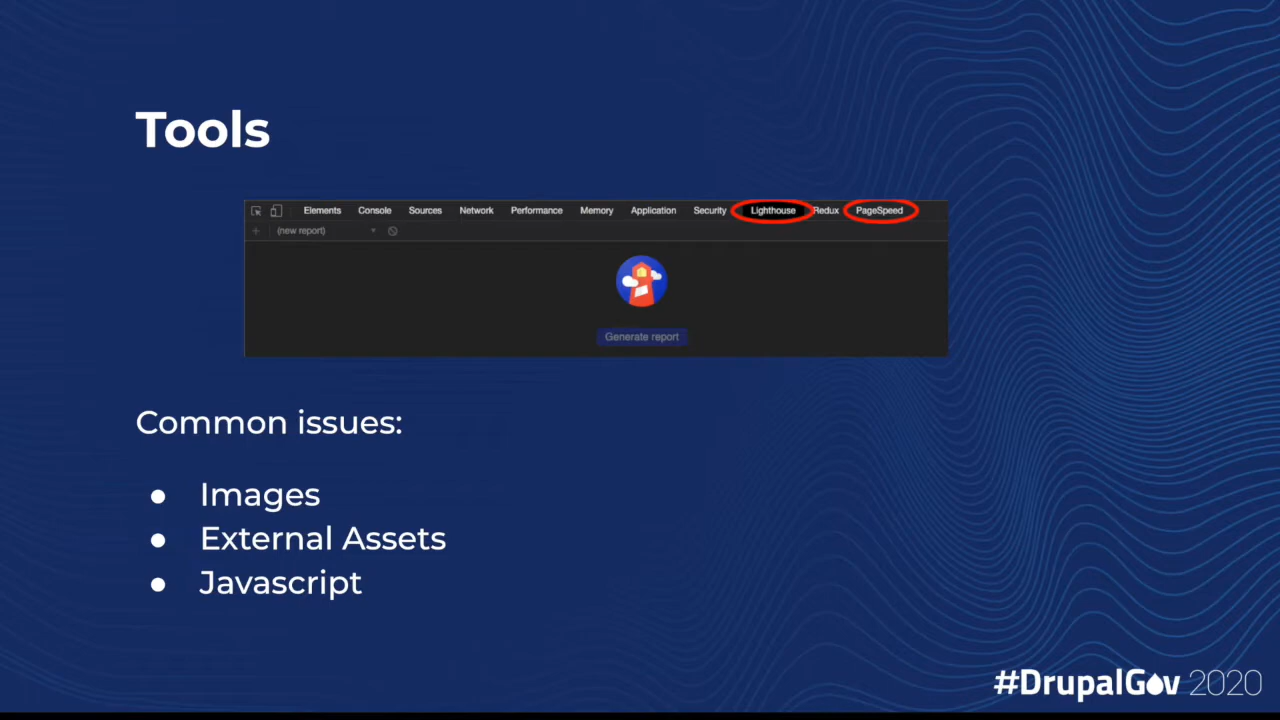 Tools
Elements Console Sources Network Performance Memory Application Security Lighthouse Redux PageSpeed
(new report)
Generate report
Common issues:
● Images
● External Assets
● Javascript
#DrupalGov 2020